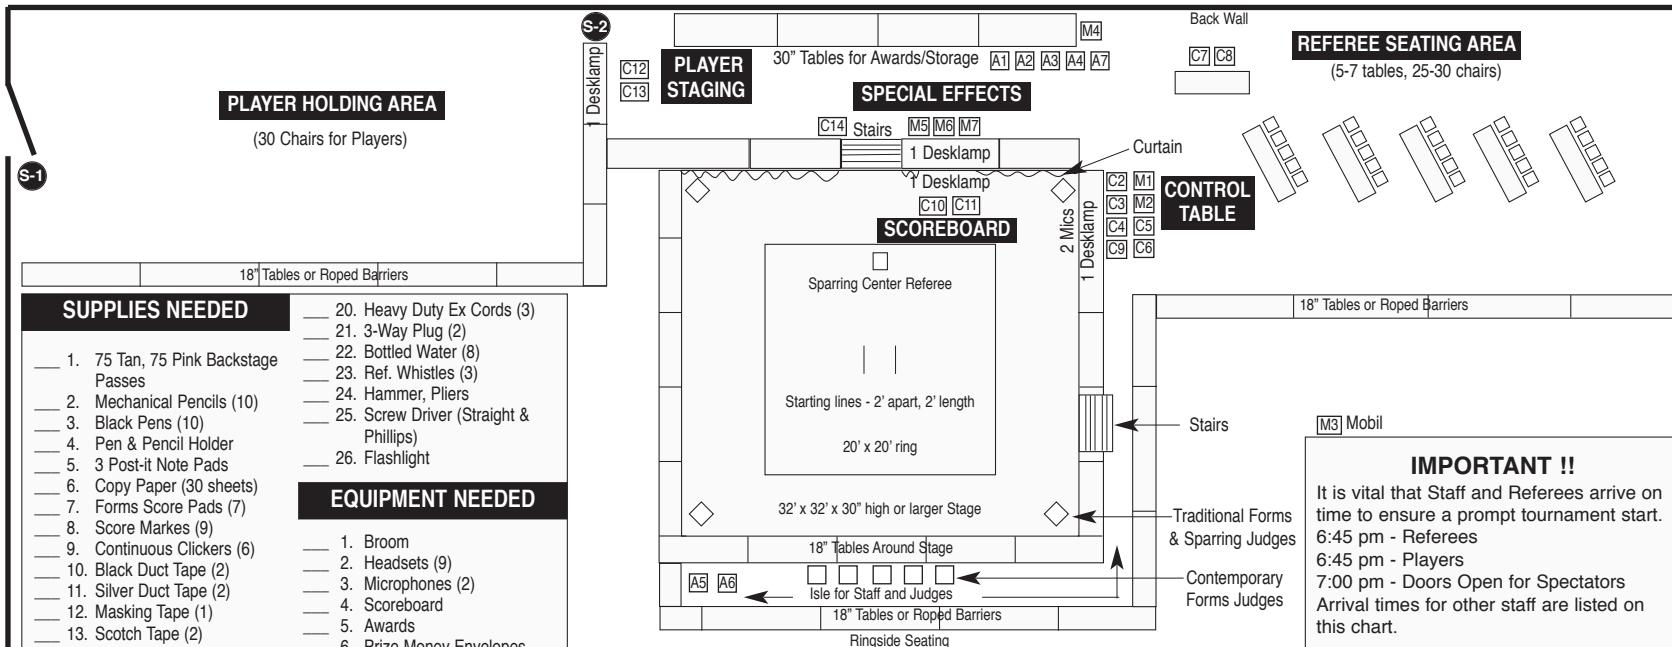 S-2
Back Wall
M4
REFEREE SEATING AREA
(5-7 tables, 25-30 chairs)
C7 C8
30” Tables for Awards/Storage A1 A2 A3 A4 A7
PLAYER
STAGING
C12
C13
1 Desklamp
PLAYER HOLDING AREA
(30 Chairs for Players)
S-1
SPECIAL EFFECTS
C14 Stairs M5 M6 M7
1 Desklamp
Curtain
1 Desklamp
C10 C11
SCOREBOARD
2 Mics
1 Desklamp
C2 M1
C3 M2
C4 C5
C9 C6
CONTROL
TABLE
18” Tables or Roped Barriers
Sparring Center Referee
Starting lines - 2’ apart, 2’ length
20’ x 20’ ring
32’ x 32’ x 30” high or larger Stage
18” Tables Around Stage
A5 A6
Isle for Staff and Judges
18” Tables or Roped Barriers
Ringside Seating
18” Tables or Roped Barriers
Stairs
Traditional Forms
& Sparring Judges
Contemporary
Forms Judges
M3 Mobil
IMPORTANT !!
It is vital that Staff and Referees arrive on
time to ensure a prompt tournament start.
6:45 pm - Referees
6:45 pm - Players
7:00 pm - Doors Open for Spectators
Arrival times for other staff are listed on
this chart.
SUPPLIES NEEDED
___ 1. 75 Tan, 75 Pink Backstage
Passes
___ 2. Mechanical Pencils (10)
___ 3. Black Pens (10)
___ 4. Pen & Pencil Holder
___ 5. 3 Post-it Note Pads
___ 6. Copy Paper (30 sheets)
___ 7. Forms Score Pads (7)
___ 8. Score Markes (9)
___ 9. Continuous Clickers (6)
___ 10. Black Duct Tape (2)
___ 11. Silver Duct Tape (2)
___ 12. Masking Tape (1)
___ 13. Scotch Tape (2)
___ 20. Heavy Duty Ex Cords (3)
___ 21. 3-Way Plug (2)
___ 22. Bottled Water (8)
___ 23. Ref. Whistles (3)
___ 24. Hammer, Pliers
___ 25. Screw Driver (Straight &
Phillips)
___ 26. Flashlight
EQUIPMENT NEEDED
___ 1. Broom
___ 2. Headsets (9)
___ 3. Microphones (2)
___ 4. Scoreboard
___ 5. Awards
6. Prize Money Envelopes